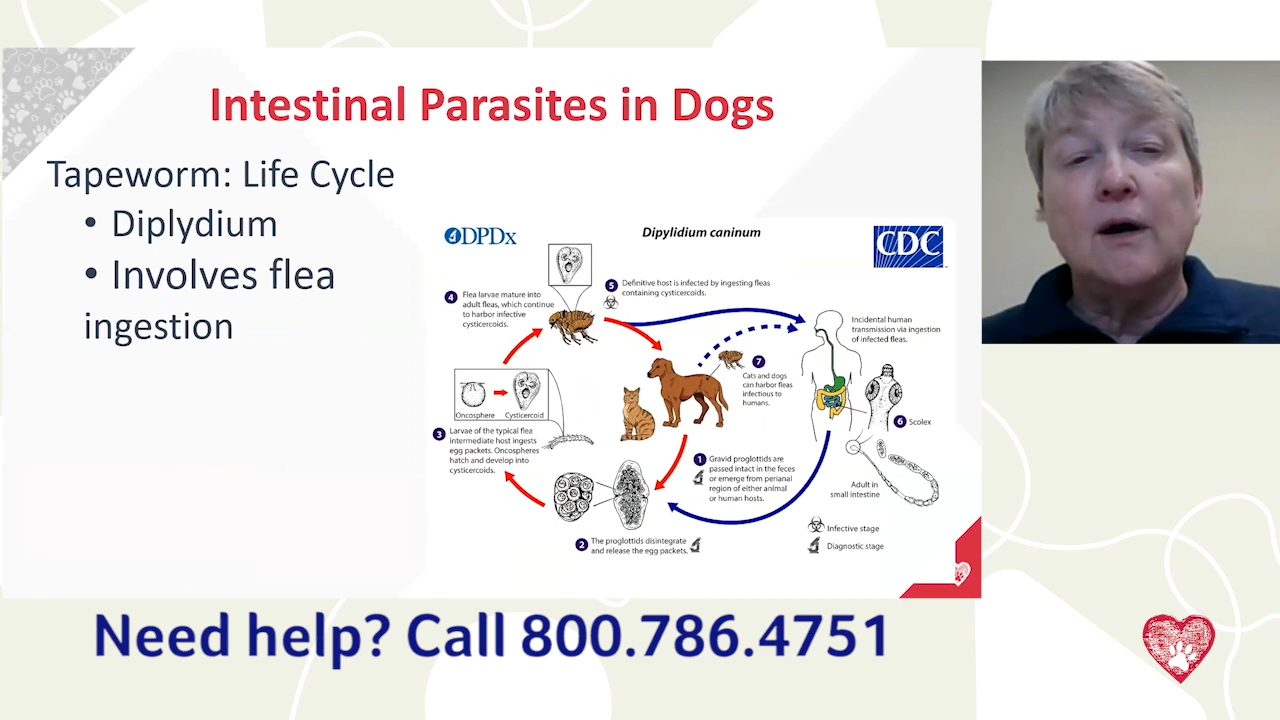 Intestinal Parasites in Dogs
Tapeworm: Life Cycle
• Diplydium
• Involves flea
ingestion
DPDx
Dipylidium caninum
CDC
4
Flea larvae mature into
adult fleas, which continue
to harbor infective
cysticercoids.
5
Definitive host is infected by ingesting fleas
containing cysticercoids.
Incidental human
transmission via ingestion
of infected fleas.
7
Cats and dogs
can harbor fleas
infectious to
humans.
Oncosphere
Cysticercoid
6
Scolex
3
Larvae of the typical flea
intermediate host ingests
egg packets. Oncospheres
hatch and develop into
cysticercoids.
1
Gravid proglottids are
passed intact in the feces
or emerge from perianal
region of either animal
or human hosts.
Adult in
small intestine
2
The proglottids disintegrate
and release the egg packets.
Infective stage
Diagnostic stage
Need help? Call 800.786.4751